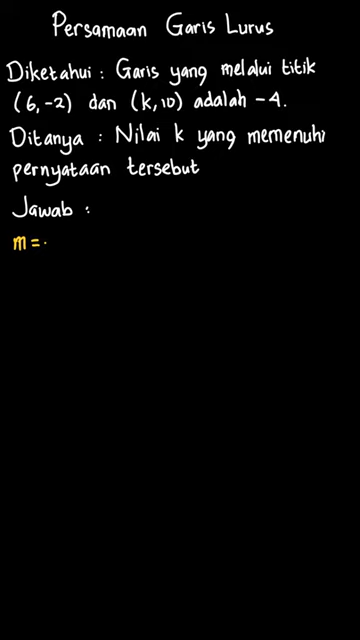 Persamaan Garis Lurus
Diketahui : Garis yang melalui titik
(6, -2) dan (k, 10) adalah -4.
Ditanya : Nilai k yang memenuhi
pernyataan tersebut
Jawab :
m =